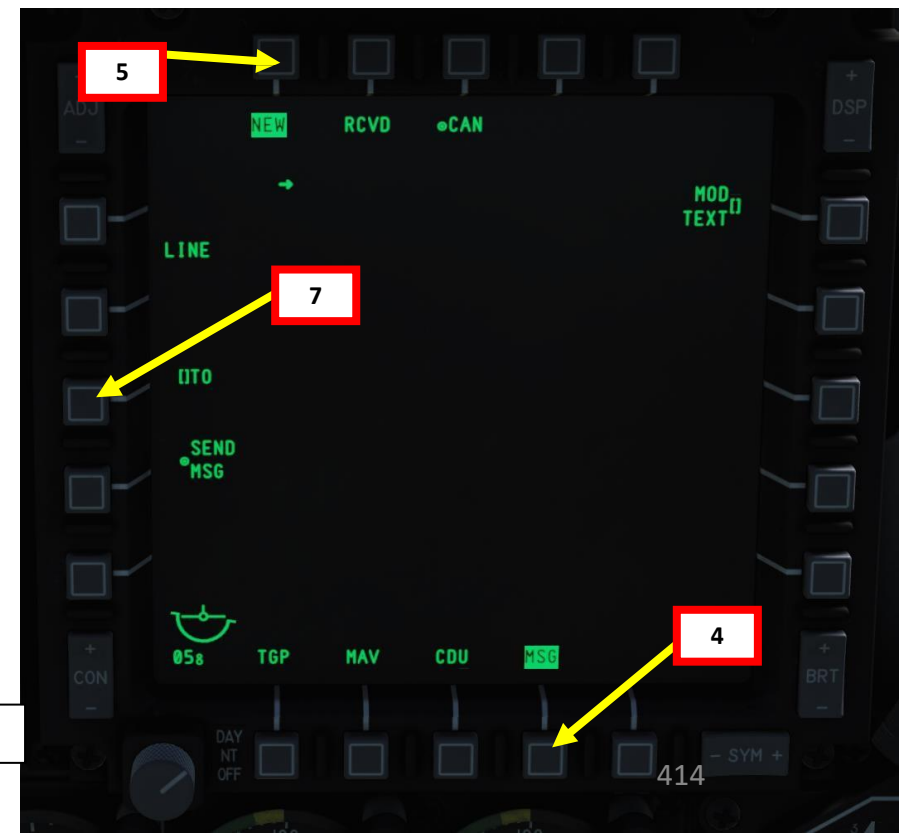 5
ADJ
+
DSP
-
NEW RCVD CAN
MOD
TEXT[]
LINE
7
[]TO
SEND
MSG
4
058 TGP MAV CDU MSG
+
CON
-
+
BRT
-
DAY
NT
OFF
- SYM +
414